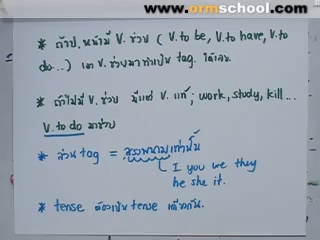 www.ormschool.com
* ถ้าปย.หน้ามี V.ช่วย (V.to be, V.to have, V.to
do...) เอา V.ช่วยมาทำเป็น tag. ได้เลย
* ถ้าไม่มี V.ช่วย มีแต่ V.แท้; work, study, kill...
V.to do มาช่วย
* ส่วน tag = สรรพนามเท่านั้น
I you we they
he she it.
* tense ต้องเป็น tense เดียวกัน.